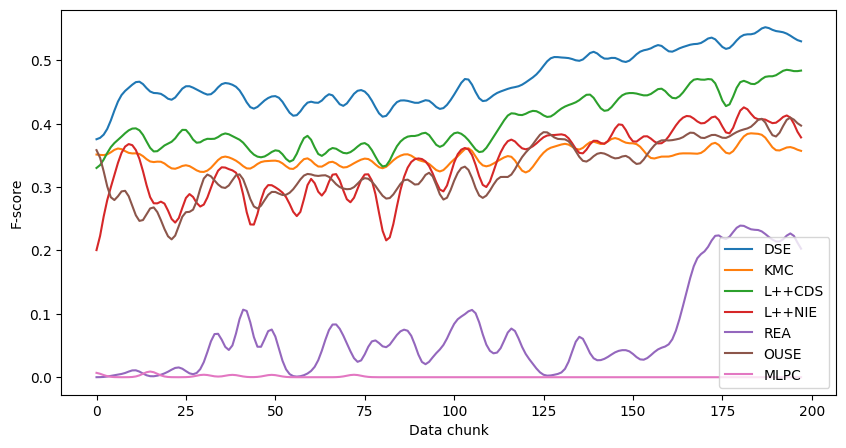 F-score
0.5
0.4
0.3
0.2
0.1
0.0
0
25
50
75
100
125
150
175
200
Data chunk
DSE
KMC
L++CDS
L++NIE
REA
OUSE
MLPC